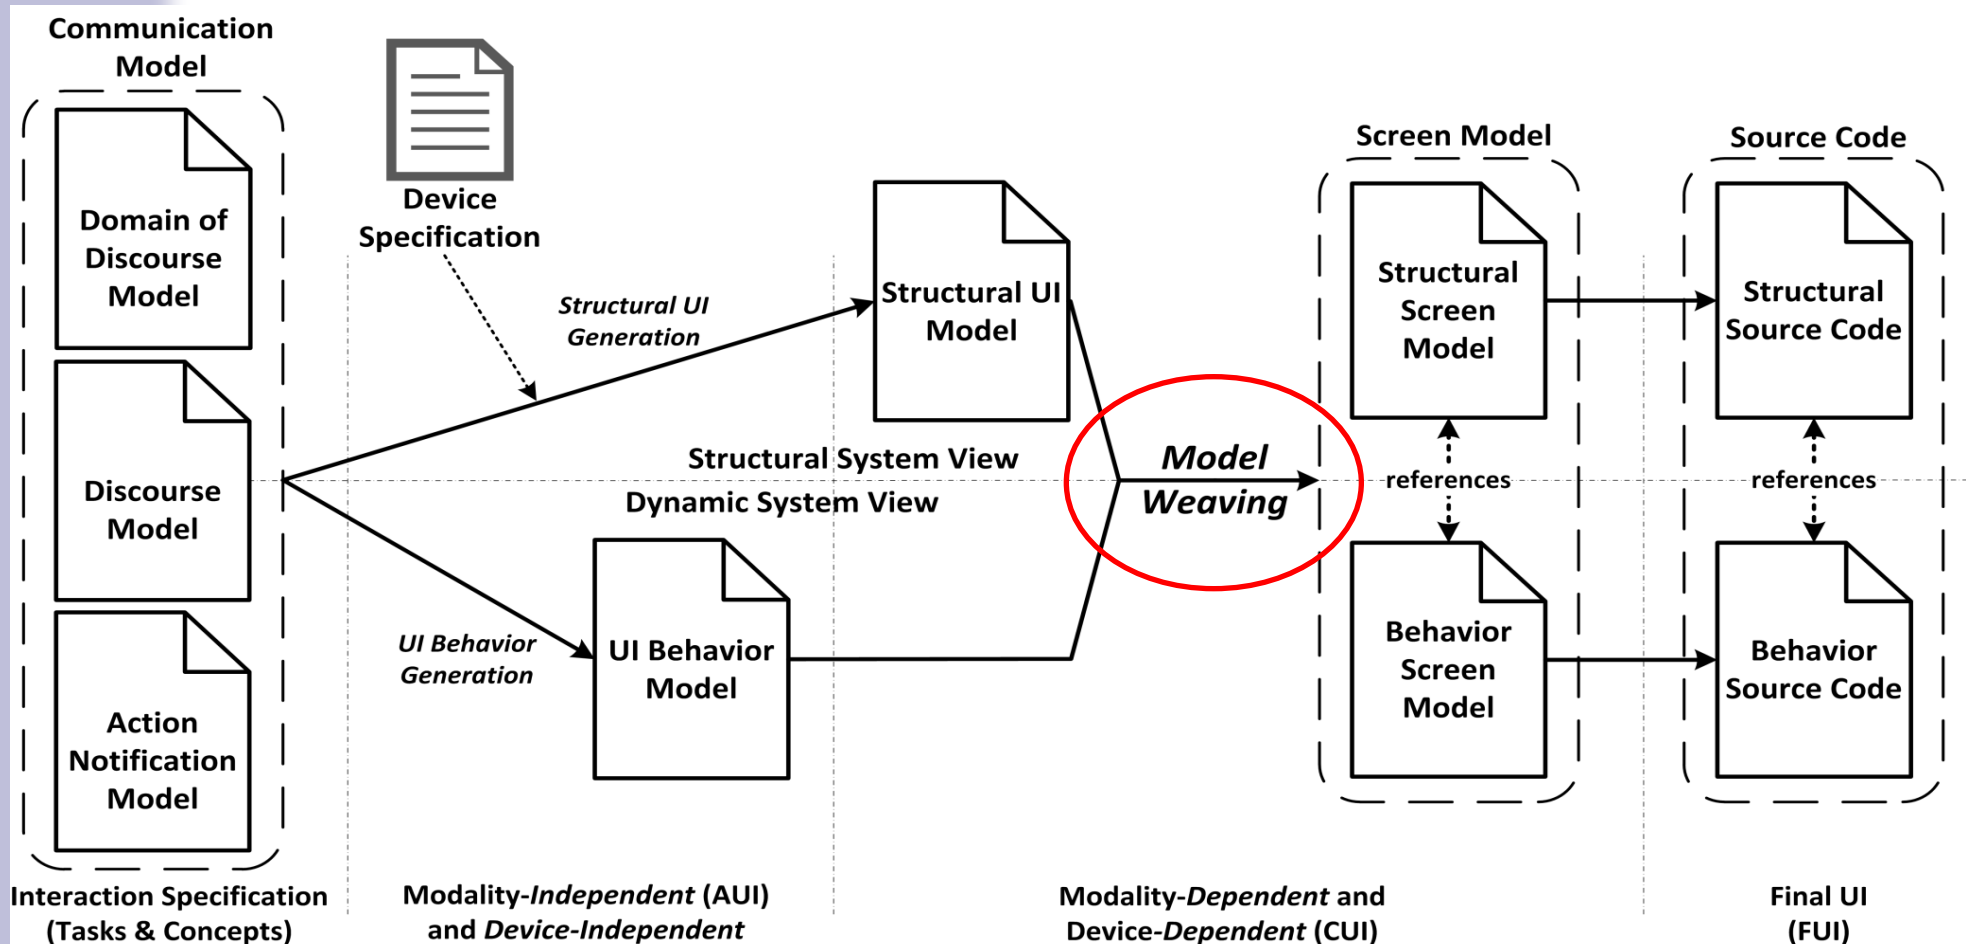 Communication
Model
Domain of
Discourse
Model
Discourse
Model
Action
Notification
Model
Interaction Specification
(Tasks & Concepts)
Device
Specification
Structural UI
Generation
UI Behavior
Generation
Structural System View
Dynamic System View
UI Behavior
Model
Modality-Independent (AUI)
and Device-Independent
Structural UI
Model
Model
Weaving
Modality-Dependent and
Device-Dependent (CUI)
Screen Model
Structural
Screen
Model
references
Behavior
Screen
Model
Source Code
Structural
Source Code
references
Behavior
Source Code
Final UI
(FUI)